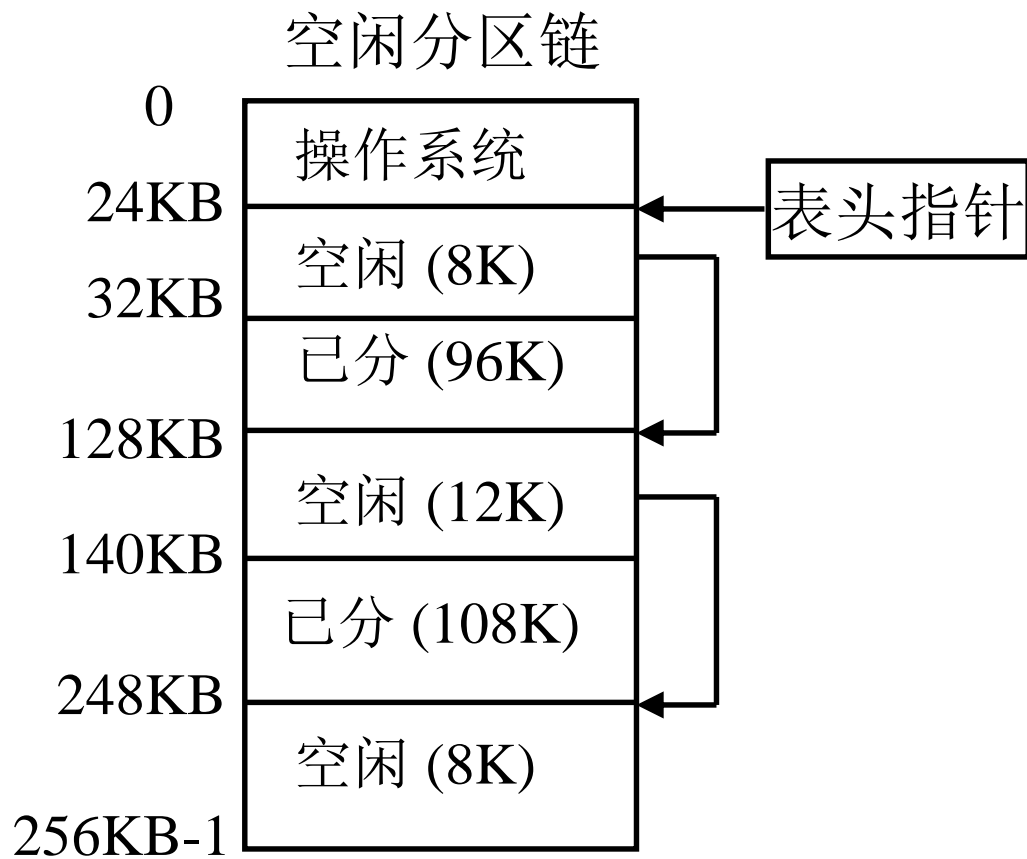 空闲分区链
0
操作系统
24KB
表头指针
空闲 (8K)
32KB
已分 (96K)
128KB
空闲 (12K)
140KB
已分 (108K)
248KB
空闲 (8K)
256KB-1